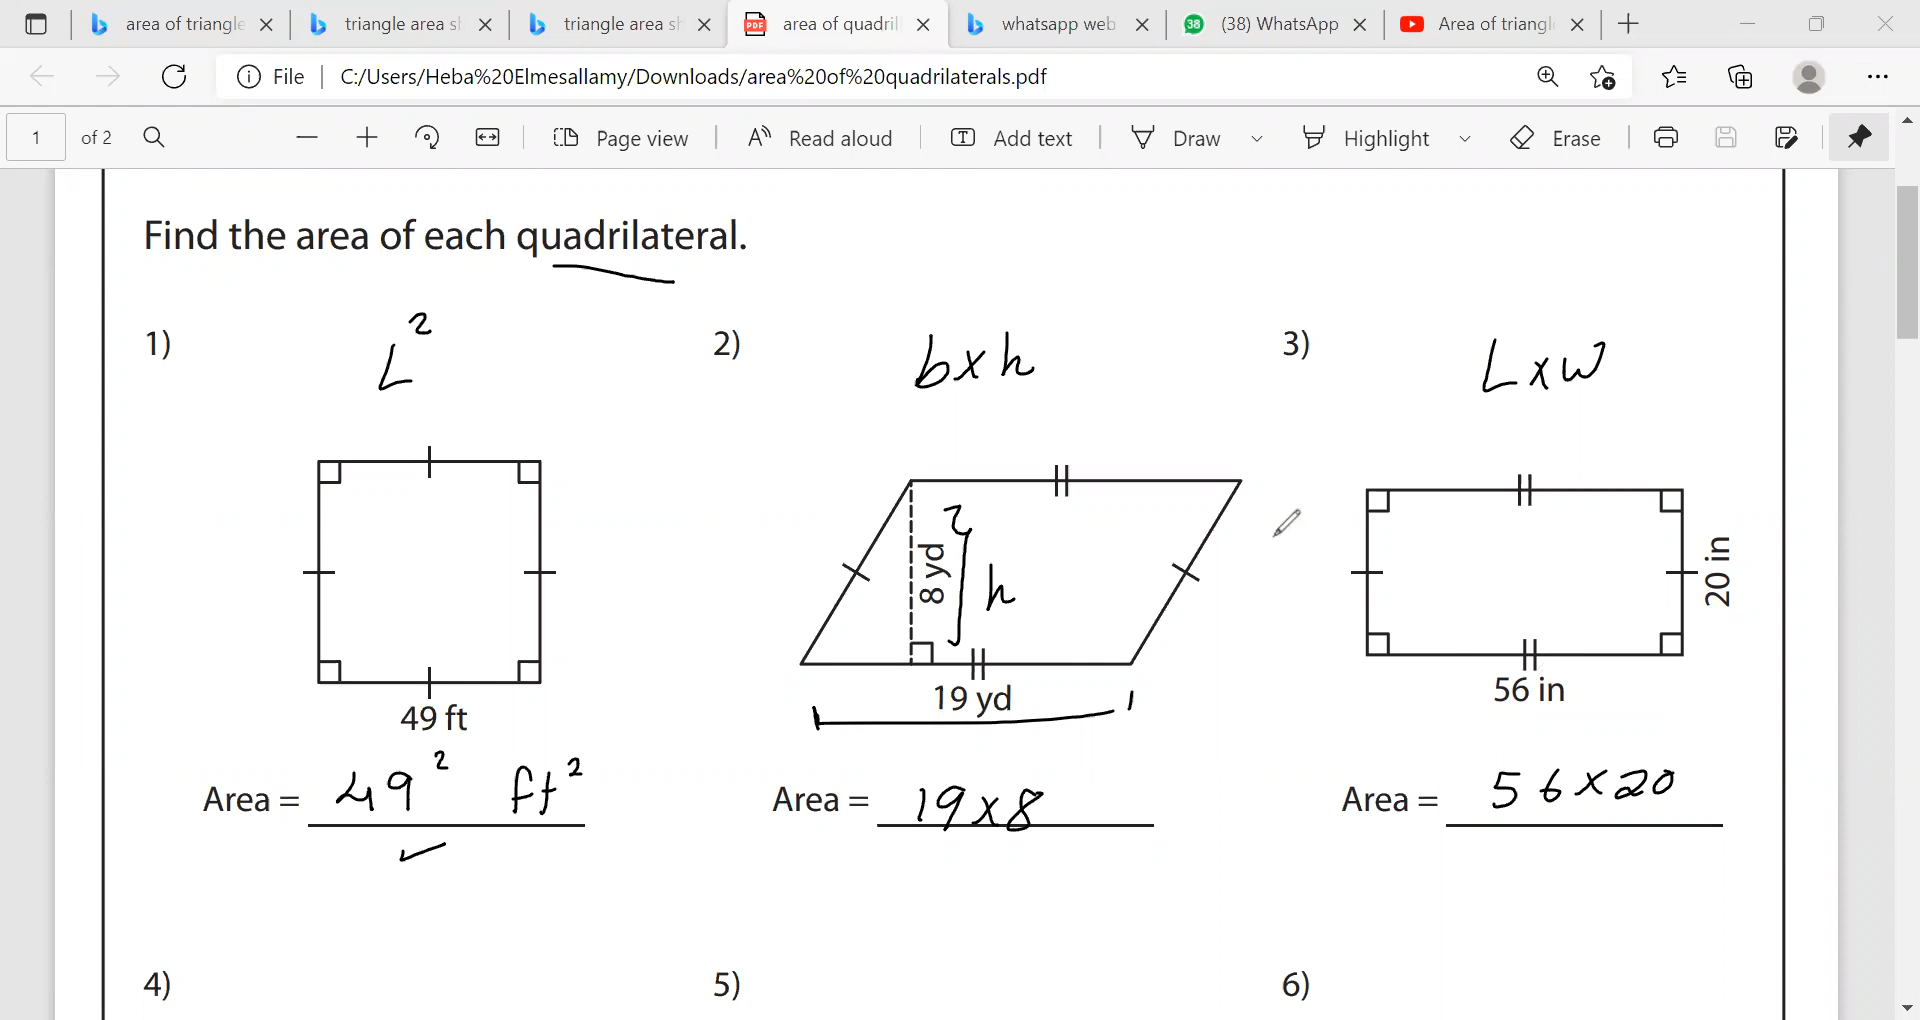 area of triangle
triangle area sh
triangle area sh
area of quadril
whatsapp web
(38) WhatsApp
Area of triangl
File C:/Users/Heba%20Elmesallamy/Downloads/area%20of%20quadrilaterals.pdf
1 of 2 Page view Read aloud Add text Draw Highlight Erase
Find the area of each quadrilateral.
1) L²
2) b x h
3) L x W
8 yd
h
20 in
49 ft
19 yd
56 in
Area = 49² ft²
Area = 19 x 8
Area = 56 x 20
4)
5)
6)